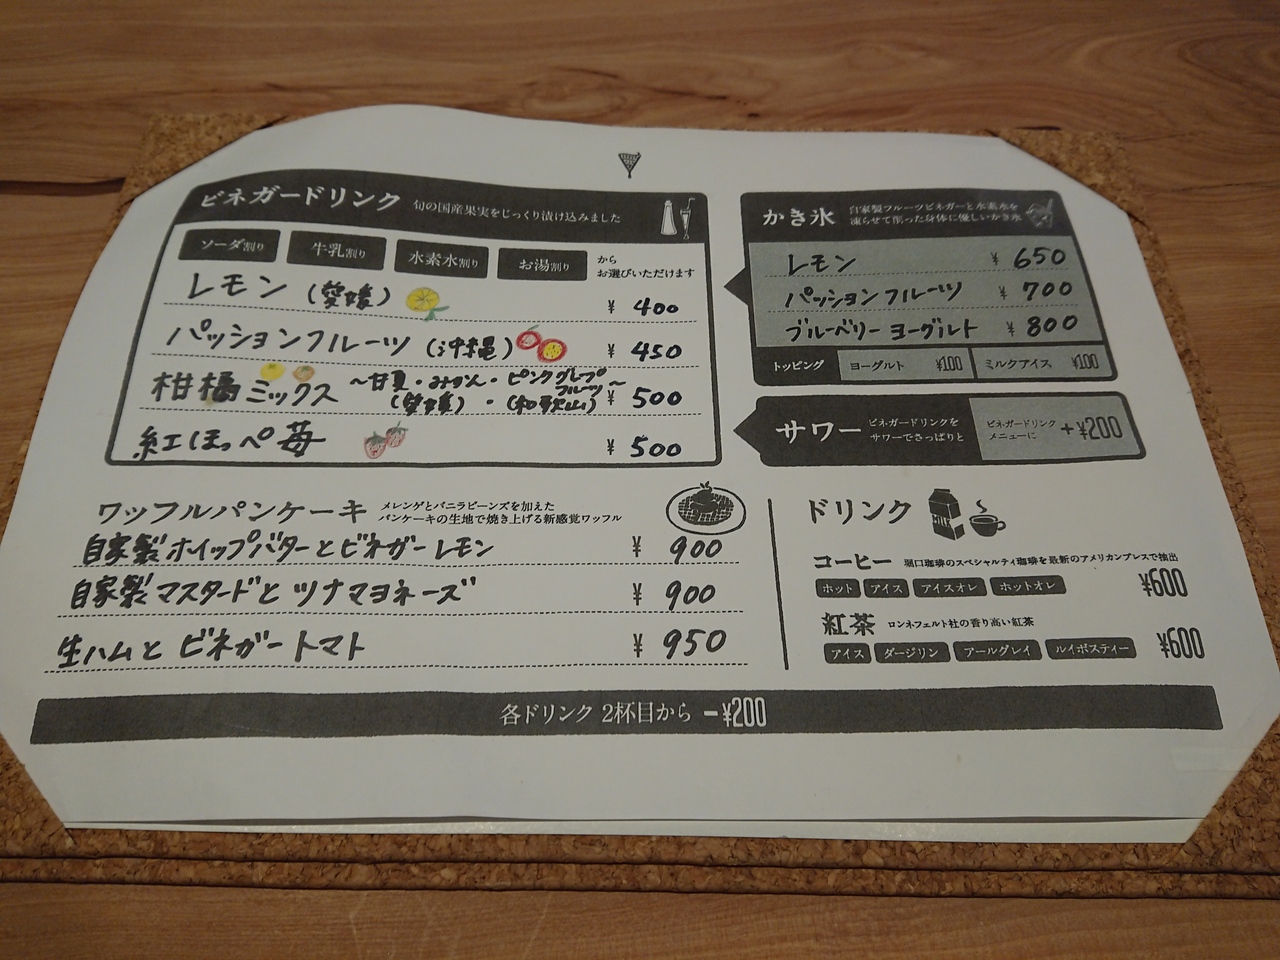 ビネガードリンク 旬の国産果実をじっくり漬け込みました
ソーダ割り 牛乳割り 水素水割り お湯割り から
お選びいただけます
レモン（愛媛） ¥ 400
パッションフルーツ（沖縄） ¥ 450
柑橘ミックス ～甘夏・みかん・ピンクグレープフルーツ～
（愛媛）・（和歌山） ¥ 500
紅ほっぺ苺 ¥ 500
かき氷 自家製フルーツビネガーと水素水を
凍らせて削った身体に優しいかき氷
レモン ¥ 650
パッションフルーツ ¥ 700
ブルーベリーヨーグルト ¥ 800
トッピング ヨーグルト ¥100 ミルクアイス ¥100
サワー ビネガードリンクを
サワーでさっぱりと
ビネガードリンク
メニューに +¥200
ワッフルパンケーキ メレンゲとバニラビーンズを加えた
パンケーキの生地で焼き上げる新感覚ワッフル
自家製ホイップバターとビネガーレモン ¥ 900
自家製マスタードとツナマヨネーズ ¥ 900
生ハムとビネガートマト ¥ 950
ドリンク
MILK
コーヒー 堀口珈琲のスペシャルティ珈琲を最新のアメリカンプレスで抽出
ホット アイス アイスオレ ホットオレ ¥600
紅茶 ロンネフェルト社の香り高い紅茶
アイス ダージリン アールグレイ ルイボスティー ¥600
各ドリンク 2杯目から −¥200